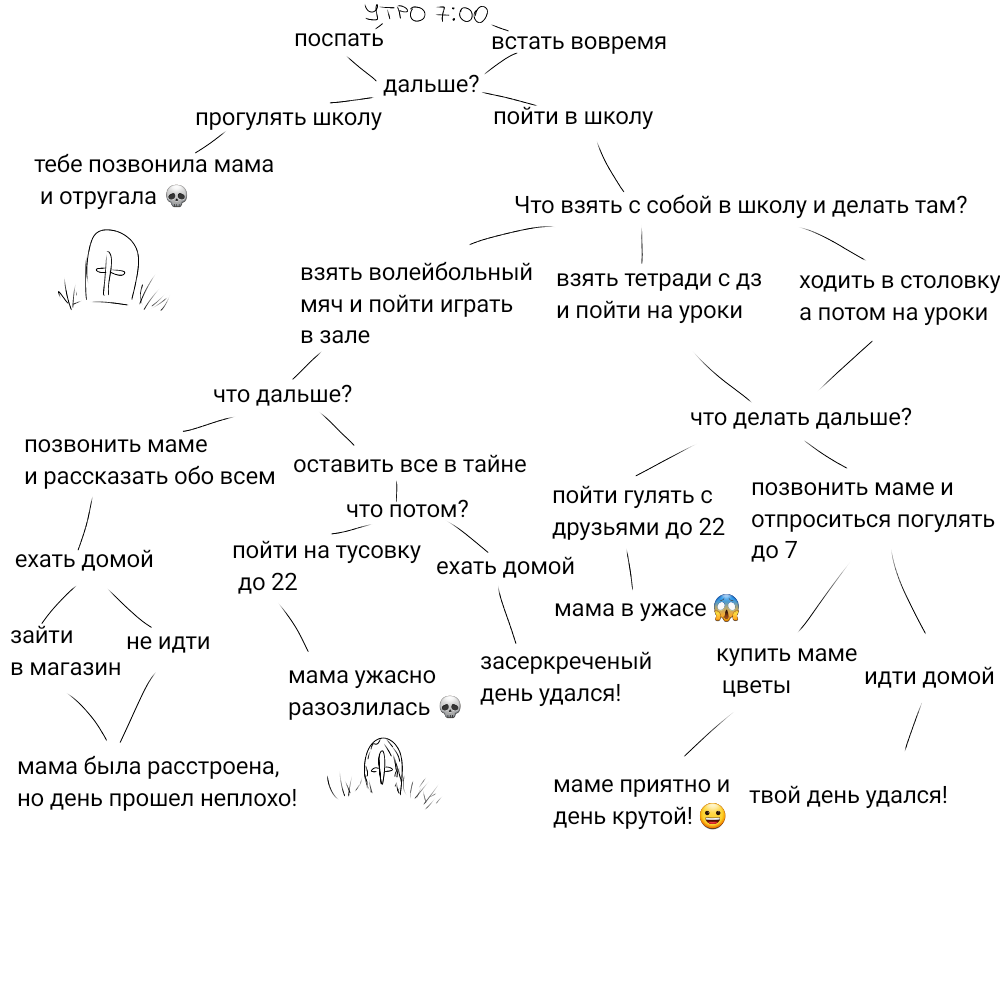 УТРО 7:00
поспать
встать вовремя
дальше?
прогулять школу
пойти в школу
тебе позвонила мама
и отругала 💀
Что взять с собой в школу и делать там?
взять волейбольный
мяч и пойти играть
в зале
взять тетради с дз
и пойти на уроки
ходить в столовку
а потом на уроки
что дальше?
что делать дальше?
позвонить маме
и рассказать обо всем
оставить все в тайне
что потом?
пойти гулять с
друзьями до 22
позвонить маме и
отпроситься погулять
до 7
ехать домой
пойти на тусовку
до 22
ехать домой
мама в ужасе 😱
зайти
в магазин
не идти
мама ужасно
разозлилась 💀
засеркреченый
день удался!
купить маме
цветы
идти домой
мама была расстроена,
но день прошел неплохо!
маме приятно и
день крутой! 😀
твой день удался!